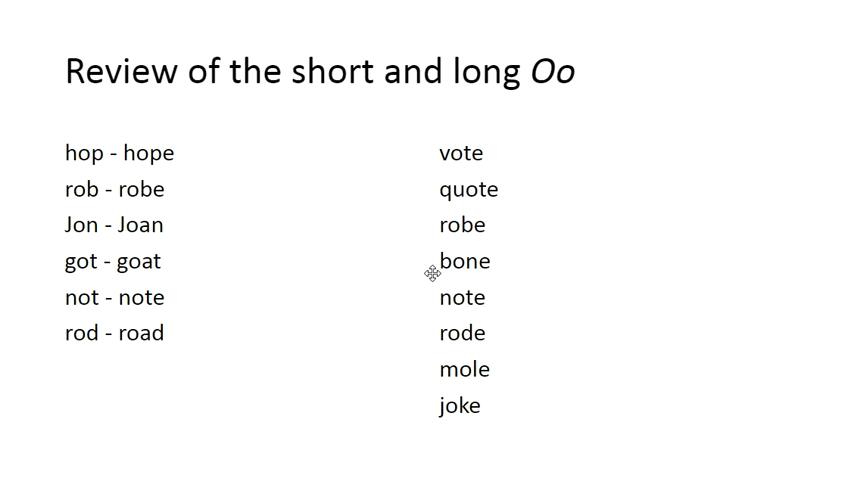 Review of the short and long Oo
hop - hope
rob - robe
Jon - Joan
got - goat
not - note
rod - road
vote
quote
robe
bone
note
rode
mole
joke